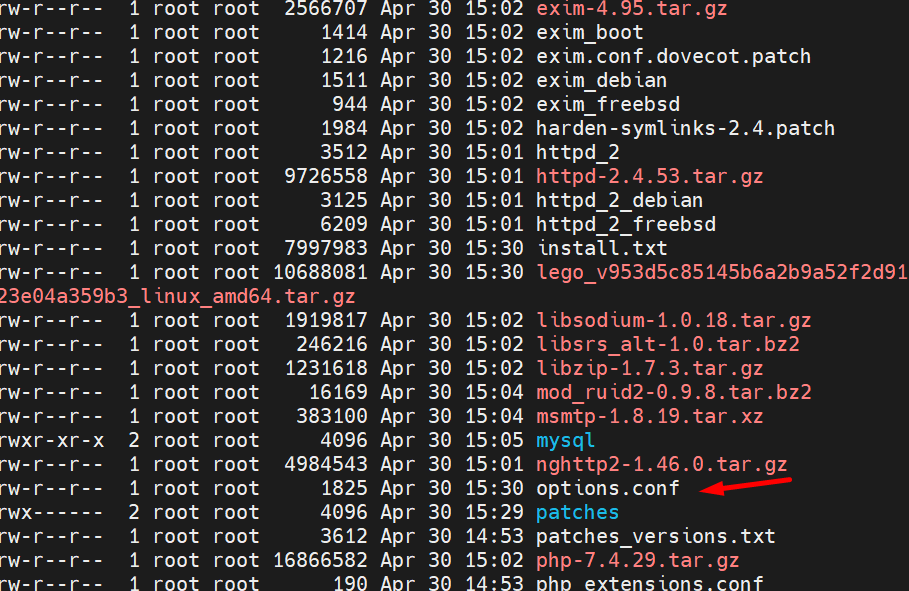 rw-r--r--  1 root root  2566707 Apr 30 15:02 exim-4.95.tar.gz
rw-r--r--  1 root root     1414 Apr 30 15:02 exim_boot
rw-r--r--  1 root root     1216 Apr 30 15:02 exim.conf.dovecot.patch
rw-r--r--  1 root root     1511 Apr 30 15:02 exim_debian
rw-r--r--  1 root root      944 Apr 30 15:02 exim_freebsd
rw-r--r--  1 root root     1984 Apr 30 15:02 harden-symlinks-2.4.patch
rw-r--r--  1 root root     3512 Apr 30 15:01 httpd_2
rw-r--r--  1 root root  9726558 Apr 30 15:01 httpd-2.4.53.tar.gz
rw-r--r--  1 root root     3125 Apr 30 15:01 httpd_2_debian
rw-r--r--  1 root root     6209 Apr 30 15:01 httpd_2_freebsd
rw-r--r--  1 root root  7997983 Apr 30 15:30 install.txt
rw-r--r--  1 root root 10688081 Apr 30 15:30 lego_v953d5c85145b6a2b9a52f2d91
23e04a359b3_linux_amd64.tar.gz
rw-r--r--  1 root root  1919817 Apr 30 15:02 libsodium-1.0.18.tar.gz
rw-r--r--  1 root root   246216 Apr 30 15:02 libsrs_alt-1.0.tar.bz2
rw-r--r--  1 root root  1231618 Apr 30 15:02 libzip-1.7.3.tar.gz
rw-r--r--  1 root root    16169 Apr 30 15:04 mod_ruid2-0.9.8.tar.bz2
rw-r--r--  1 root root   383100 Apr 30 15:04 msmtp-1.8.19.tar.xz
rwxr-xr-x  2 root root     4096 Apr 30 15:05 mysql
rw-r--r--  1 root root  4984543 Apr 30 15:01 nghttp2-1.46.0.tar.gz
rw-r--r--  1 root root     1825 Apr 30 15:30 options.conf
rwx------  2 root root     4096 Apr 30 15:29 patches
rw-r--r--  1 root root     3612 Apr 30 14:53 patches_versions.txt
rw-r--r--  1 root root 16866582 Apr 30 15:02 php-7.4.29.tar.gz
rw-r--r--  1 root root      190 Apr 30 14:53 php_extensions.conf